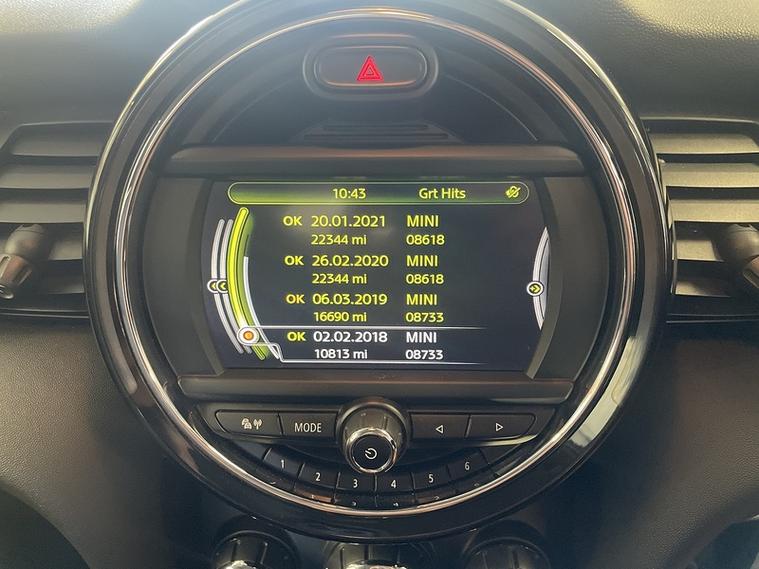 10:43 Grt Hits
OK 20.01.2021 MINI
22344 mi 08618
OK 26.02.2020 MINI
22344 mi 08618
OK 06.03.2019 MINI
16690 mi 08733
OK 02.02.2018 MINI
10813 mi 08733
MODE
1 2 3 4 5 6